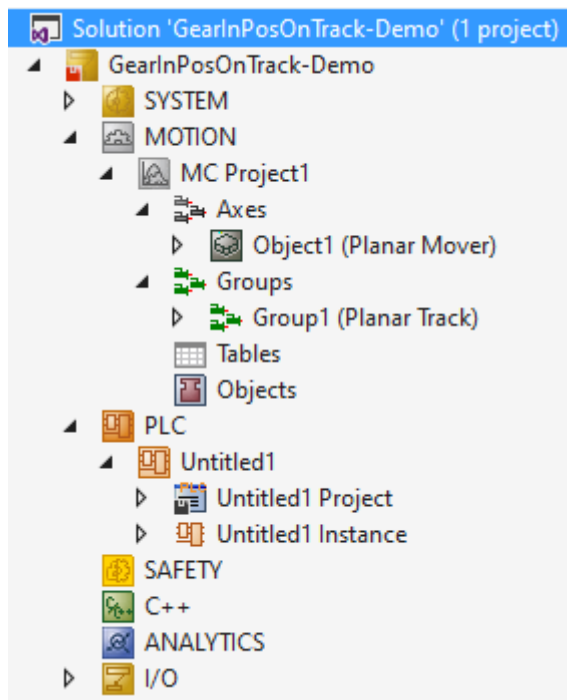 Solution 'GearInPosOnTrack-Demo' (1 project)
GearInPosOnTrack-Demo
SYSTEM
MOTION
MC Project1
Axes
Object1 (Planar Mover)
Groups
Group1 (Planar Track)
Tables
Objects
PLC
Untitled1
Untitled1 Project
Untitled1 Instance
SAFETY
C++
ANALYTICS
I/O